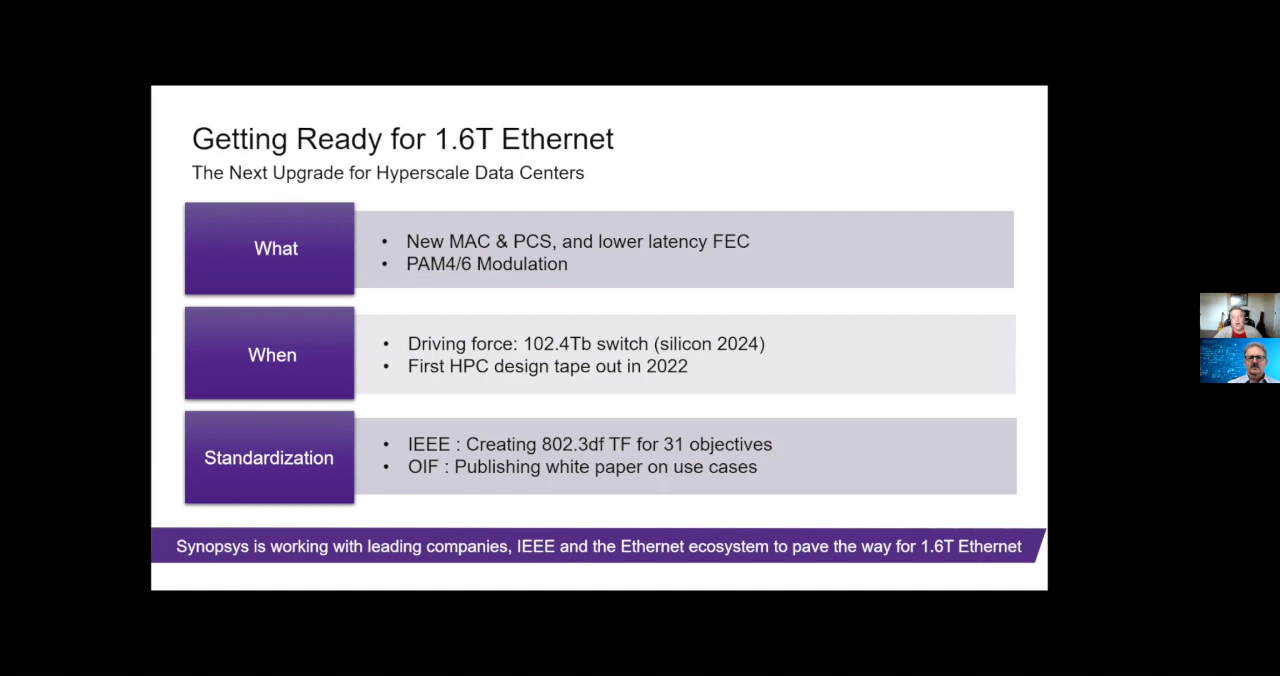 Getting Ready for 1.6T Ethernet
The Next Upgrade for Hyperscale Data Centers
What
• New MAC & PCS, and lower latency FEC
• PAM4/6 Modulation
When
• Driving force: 102.4Tb switch (silicon 2024)
• First HPC design tape out in 2022
Standardization
• IEEE : Creating 802.3df TF for 31 objectives
• OIF : Publishing white paper on use cases
Synopsys is working with leading companies, IEEE and the Ethernet ecosystem to pave the way for 1.6T Ethernet